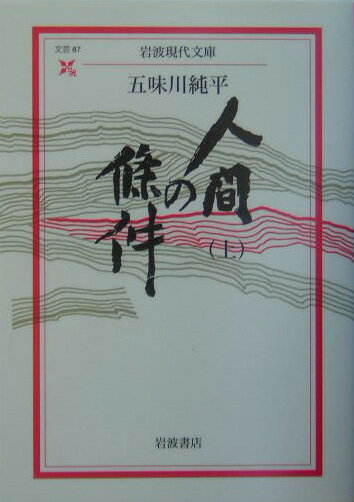 文芸 87
岩波現代文庫
五味川純平
人間の
條件
(上)
岩波書店